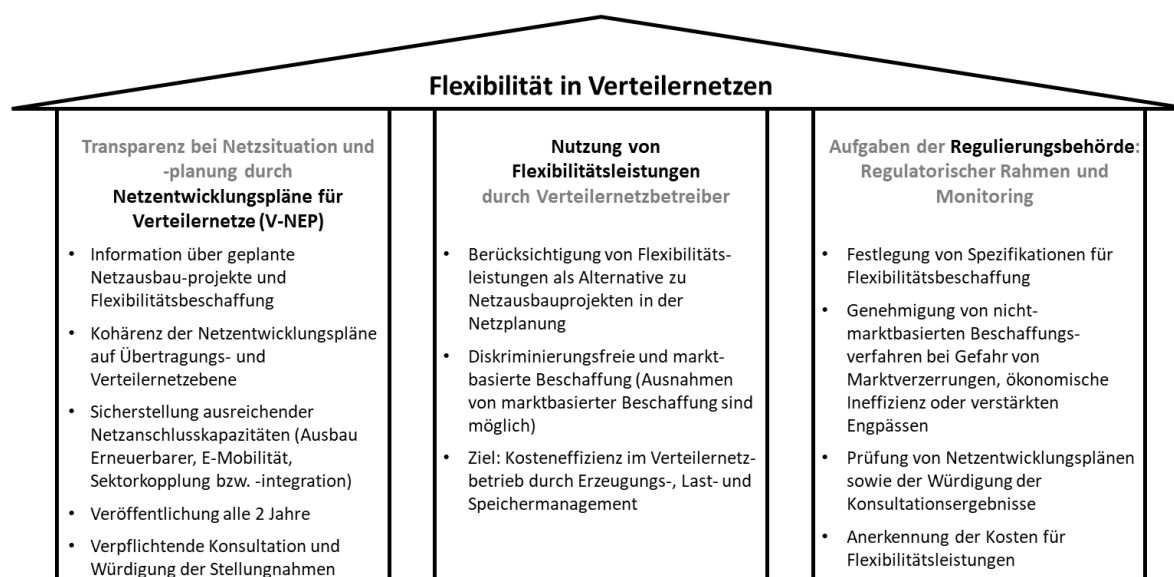 Flexibilität in Verteilernetzen
Transparenz bei Netzsituation und
-planung durch
Netzentwicklungspläne für
Verteilernetze (V-NEP)
• Information über geplante
Netzausbau-projekte und
Flexibilitätsbeschaffung
• Kohärenz der Netzentwicklungspläne
auf Übertragungs- und
Verteilernetzebene
• Sicherstellung ausreichender
Netzanschlusskapazitäten (Ausbau
Erneuerbarer, E-Mobilität,
Sektorkopplung bzw. -integration)
• Veröffentlichung alle 2 Jahre
• Verpflichtende Konsultation und
Würdigung der Stellungnahmen
Nutzung von
Flexibilitätsleistungen
durch Verteilernetzbetreiber
• Berücksichtigung von Flexibilitäts-
leistungen als Alternative zu
Netzausbauprojekten in der
Netzplanung
• Diskriminierungsfreie und markt-
basierte Beschaffung (Ausnahmen
von marktbasierter Beschaffung sind
möglich)
• Ziel: Kosteneffizienz im Verteilernetz-
betrieb durch Erzeugungs-, Last- und
Speichermanagement
Aufgaben der Regulierungsbehörde:
Regulatorischer Rahmen und
Monitoring
• Festlegung von Spezifikationen für
Flexibilitätsbeschaffung
• Genehmigung von nicht-
marktbasierten Beschaffungs-
verfahren bei Gefahr von
Marktverzerrungen, ökonomische
Ineffizienz oder verstärkten
Engpässen
• Prüfung von Netzentwicklungsplänen
sowie der Würdigung der
Konsultationsergebnisse
• Anerkennung der Kosten für
Flexibilitätsleistungen